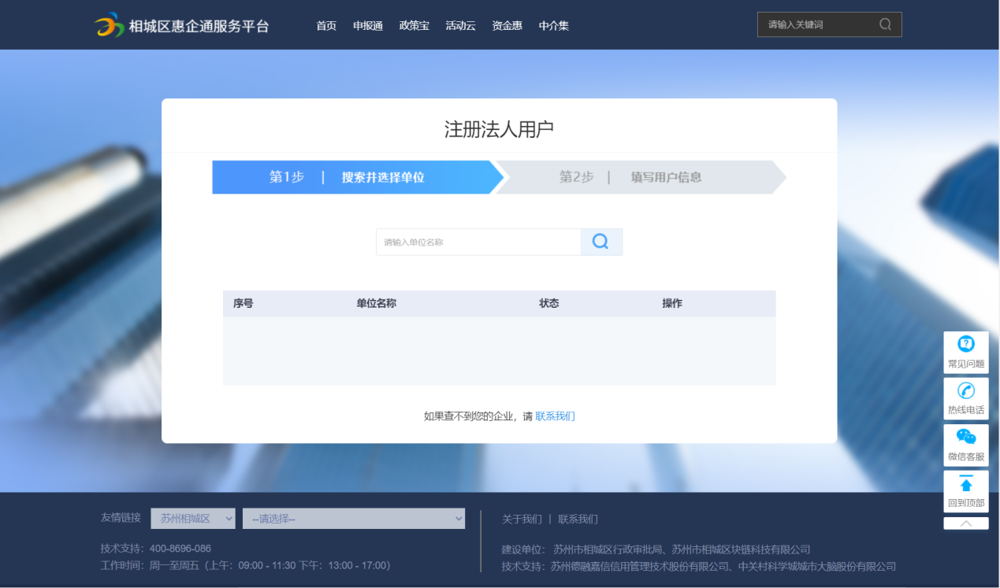 相城区惠企通服务平台 首页 申报通 政策宝 活动云 资金惠 中介集 请输入关键词
注册法人用户
第1步 | 搜索并选择单位 第2步 | 填写用户信息
请输入单位名称
序号 单位名称 状态 操作
如果查不到您的企业，请 联系我们
常见问题
热线电话
微信客服
回到顶部
友情链接 苏州相城区 --请选择--
技术支持：400-8696-086
工作时间：周一至周五（上午：09:00 - 11:30 下午：13:00 - 17:00）
关于我们 | 联系我们
建设单位： 苏州市相城区行政审批局、苏州市相城区块链科技有限公司
技术支持：苏州德融嘉信信用管理技术股份有限公司、中关村科学城城市大脑股份有限公司